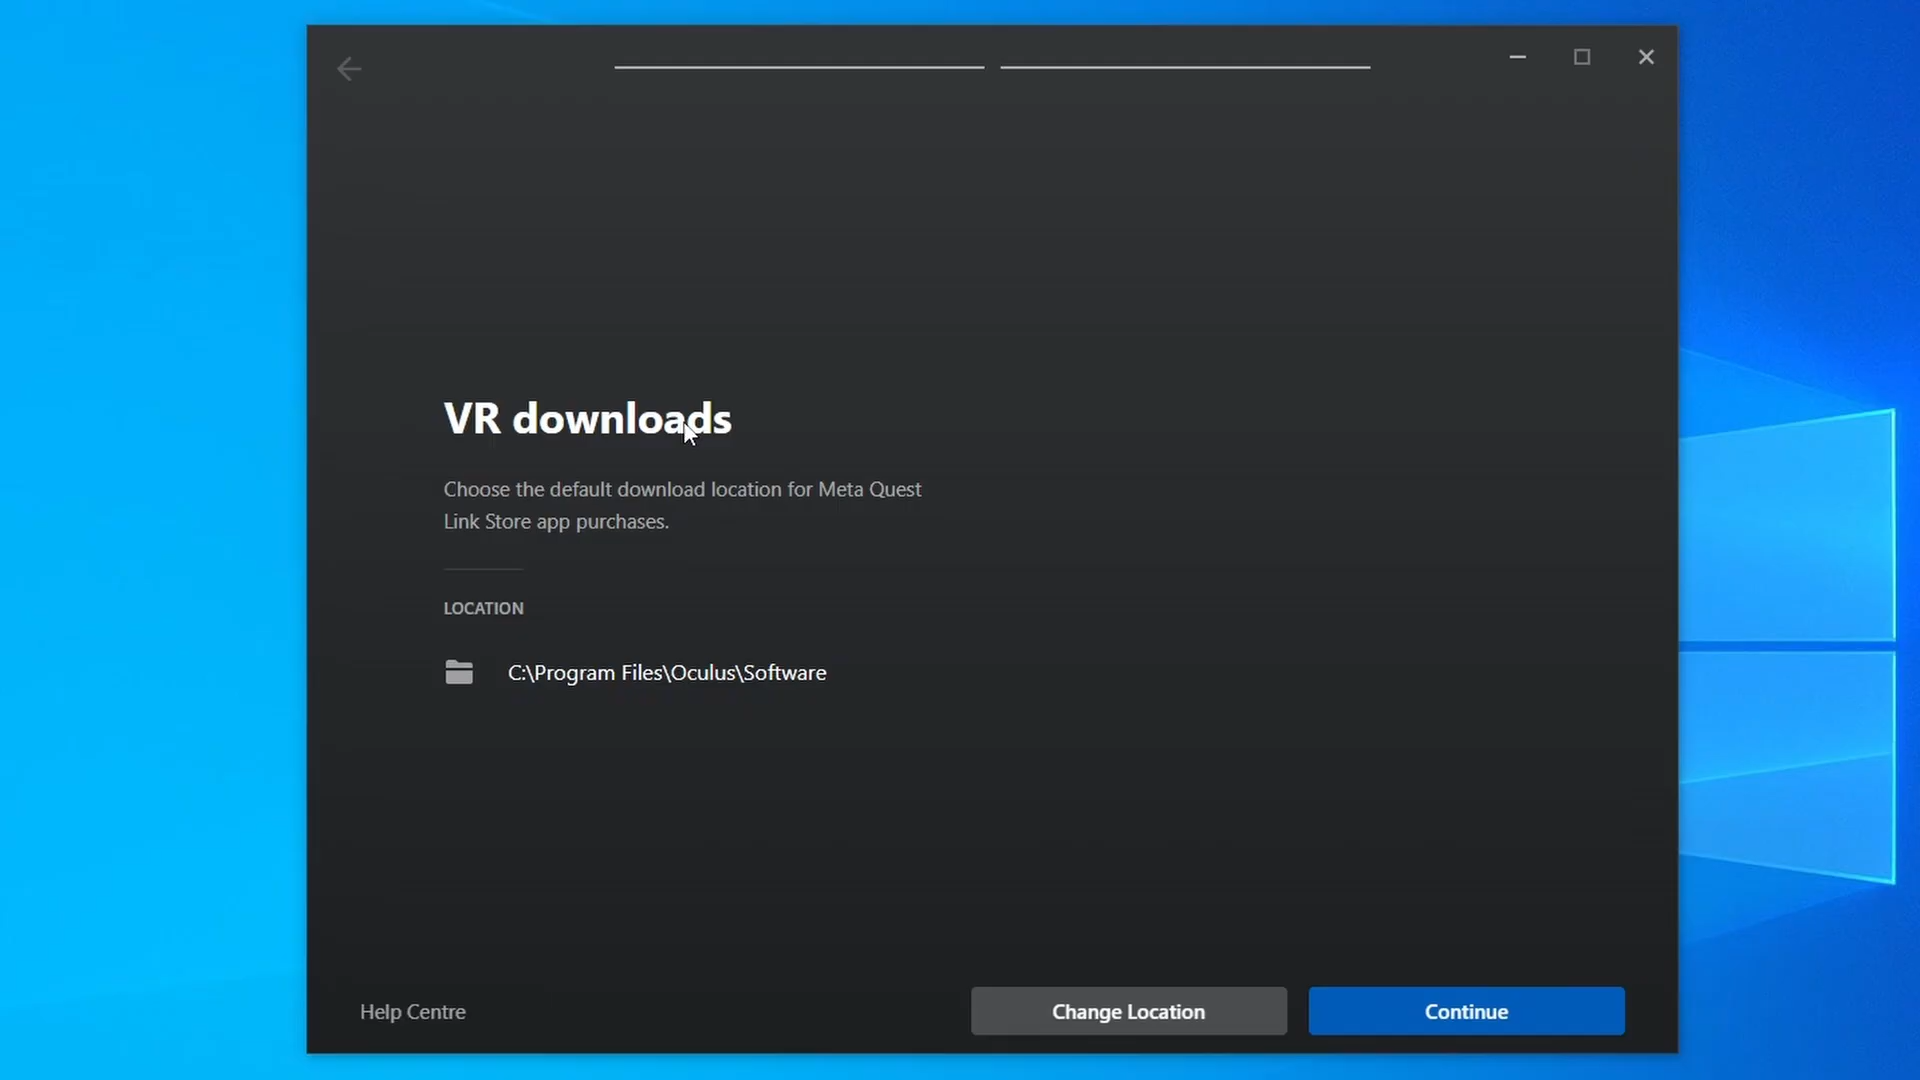 VR downloads
Choose the default download location for Meta Quest
Link Store app purchases.
LOCATION
C:\Program Files\Oculus\Software
Help Centre
Change Location
Continue